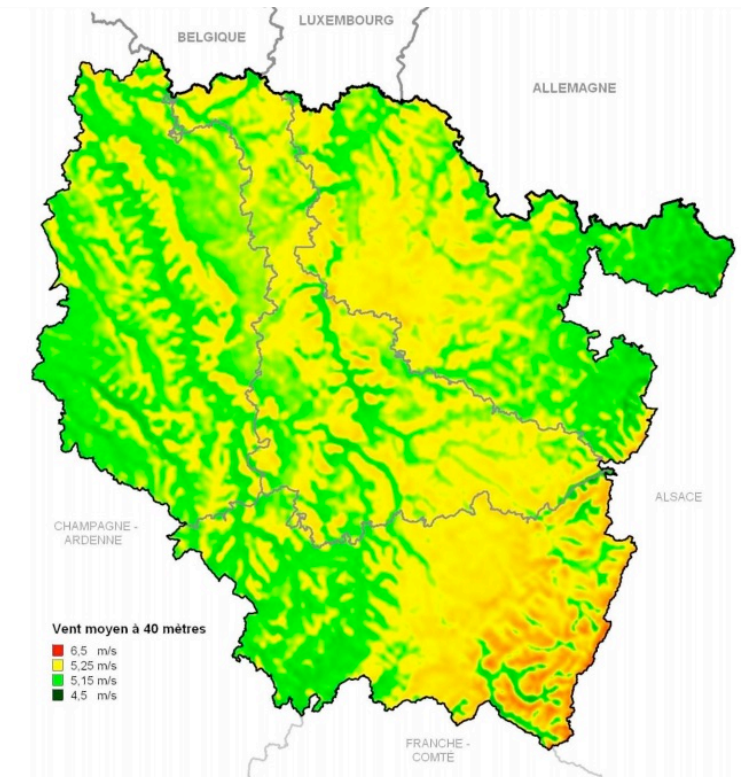 BELGIQUE
LUXEMBOURG
ALLEMAGNE
ALSACE
CHAMPAGNE -
ARDENNE
Vent moyen à 40 mètres
6,5 m/s
5,25 m/s
5,15 m/s
4,5 m/s
FRANCHE -
COMTÉ